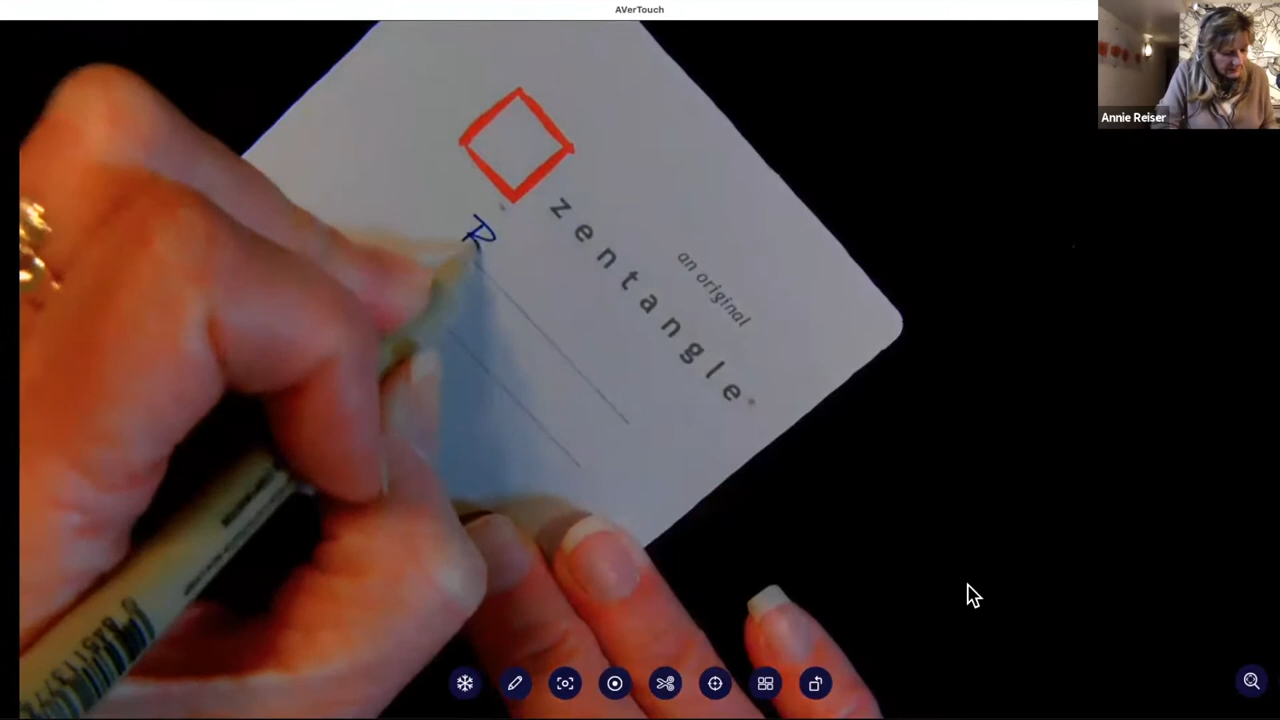 AVerTouch
Annie Reiser
R
zentangle®
an original